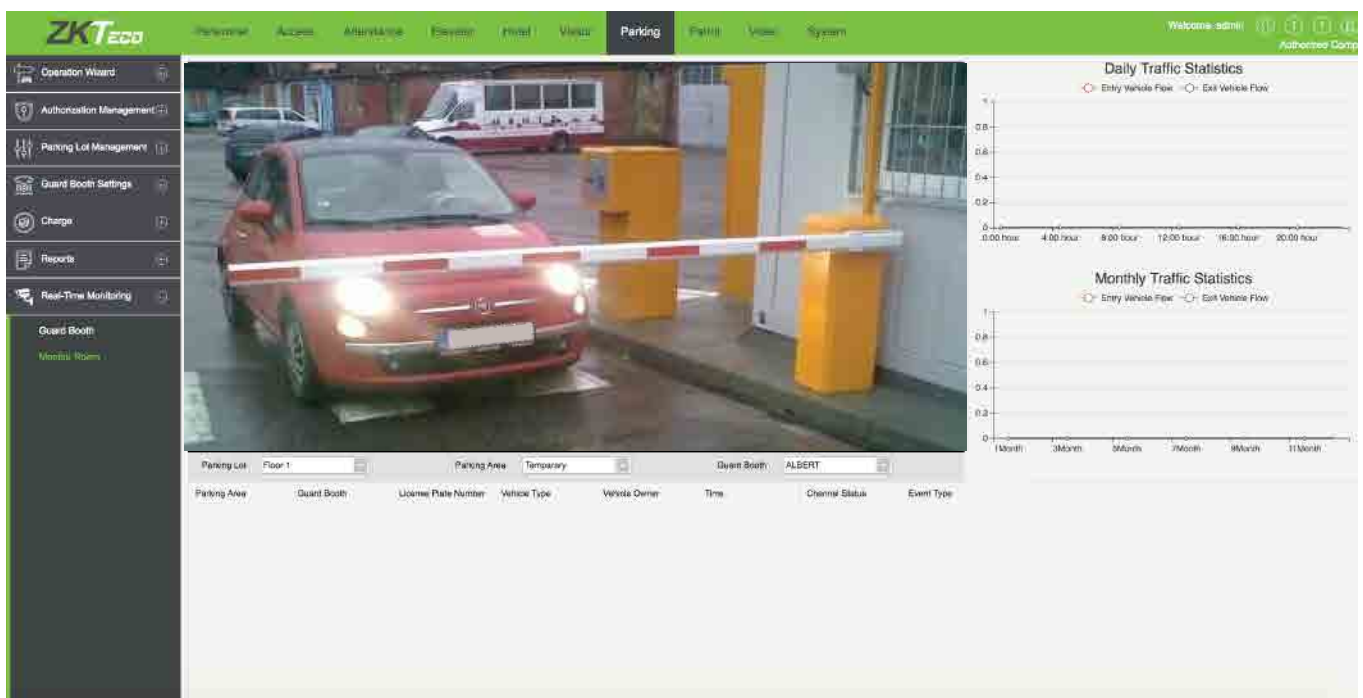 ZKTeco
Personnel Access Attendance Elevator Hotel Visitor Parking Patrol Video System
Welcome admin
Authorized Comp
Operation Wizard
Authorization Management
Parking Lot Management
Guard Booth Settings
Charge
Reports
Real-Time Monitoring
Guard Booth
Monitor Room
Daily Traffic Statistics
Entry Vehicle Flow Exit Vehicle Flow
1
0.8
0.6
0.4
0.2
0
0:00 hour 4:00 hour 8:00 hour 12:00 hour 16:00 hour 20:00 hour
Monthly Traffic Statistics
Entry Vehicle Flow Exit Vehicle Flow
1
0.8
0.6
0.4
0.2
0
1Month 3Month 5Month 7Month 9Month 11Month
Parking Lot Floor 1 Parking Area Temparary Guard Booth ALBERT
Parking Area Guard Booth License Plate Number Vehicle Type Vehicle Owner Time Channel Status Event Type